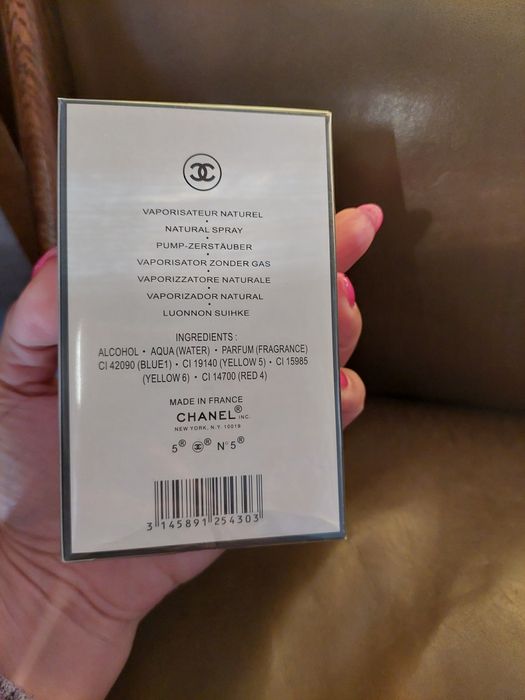 VAPORISATEUR NATUREL
•
NATURAL SPRAY
•
PUMP-ZERSTÄUBER
•
VAPORISATOR ZONDER GAS
•
VAPORIZZATORE NATURALE
•
VAPORIZADOR NATURAL
•
LUONNON SUIHKE
INGREDIENTS :
ALCOHOL • AQUA (WATER) • PARFUM (FRAGRANCE)
CI 42090 (BLUE1) • CI 19140 (YELLOW 5) • CI 15985
(YELLOW 6) • CI 14700 (RED 4)
MADE IN FRANCE
CHANEL® INC.
NEW YORK, N.Y. 10019
5® ® N°5®
3 145891 254303